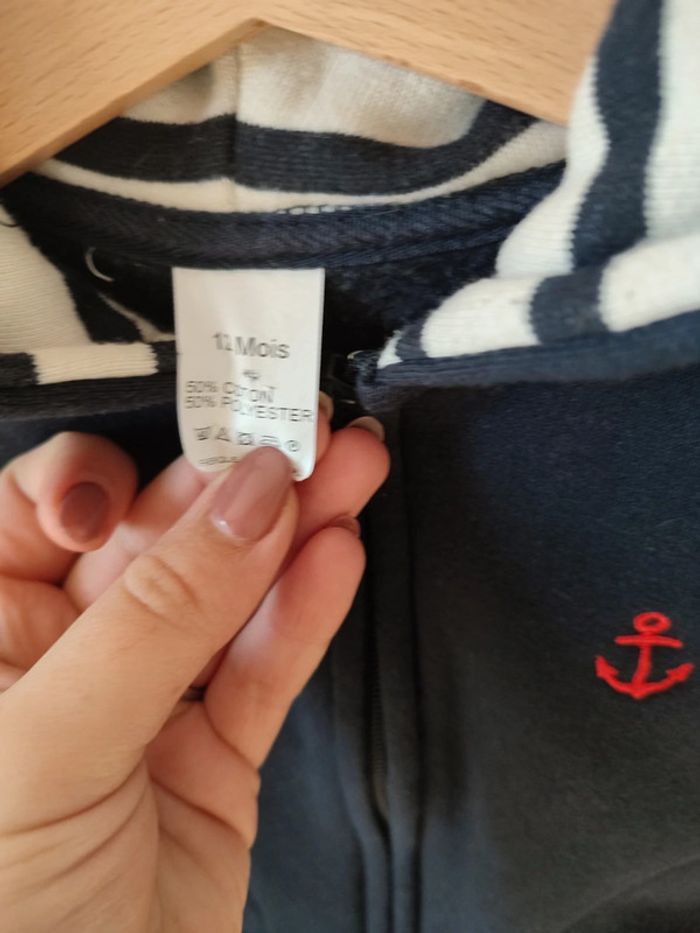 12 Mois
50% COTON
50% POLYESTER